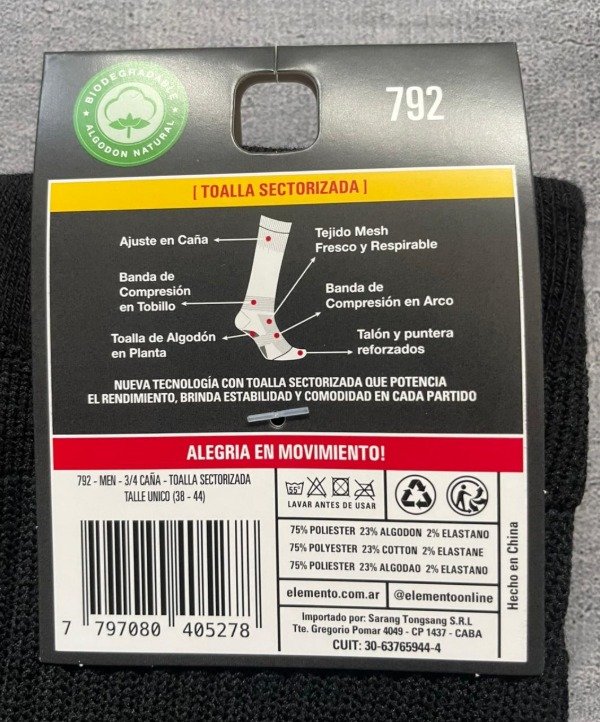 BIODEGRADABLE
ALGODON NATURAL
792
[ TOALLA SECTORIZADA ]
Ajuste en Caña
Tejido Mesh
Fresco y Respirable
Banda de
Compresión
en Tobillo
Banda de
Compresión en Arco
Toalla de Algodón
en Planta
Talón y puntera
reforzados
NUEVA TECNOLOGÍA CON TOALLA SECTORIZADA QUE POTENCIA
EL RENDIMIENTO, BRINDA ESTABILIDAD Y COMODIDAD EN CADA PARTIDO
ALEGRIA EN MOVIMIENTO!
792 - MEN - 3/4 CAÑA - TOALLA SECTORIZADA
TALLE UNICO (38 - 44)
55°
LAVAR ANTES DE USAR
75% POLIESTER 23% ALGODON 2% ELASTANO
75% POLYESTER 23% COTTON 2% ELASTANE
75% POLIESTER 23% ALGODAO 2% ELASTANO
elemento.com.ar
@elementoonline
Importado por: Sarang Tongsang S.R.L
Tte. Gregorio Pomar 4049 - CP 1437 - CABA
CUIT: 30-63765944-4
Hecho en China
7 797080 405278